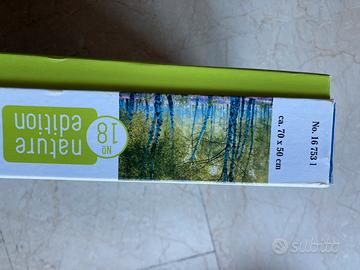 nature
edition
NO
18
No. 16 753 1
ca. 70 x 50 cm
subito